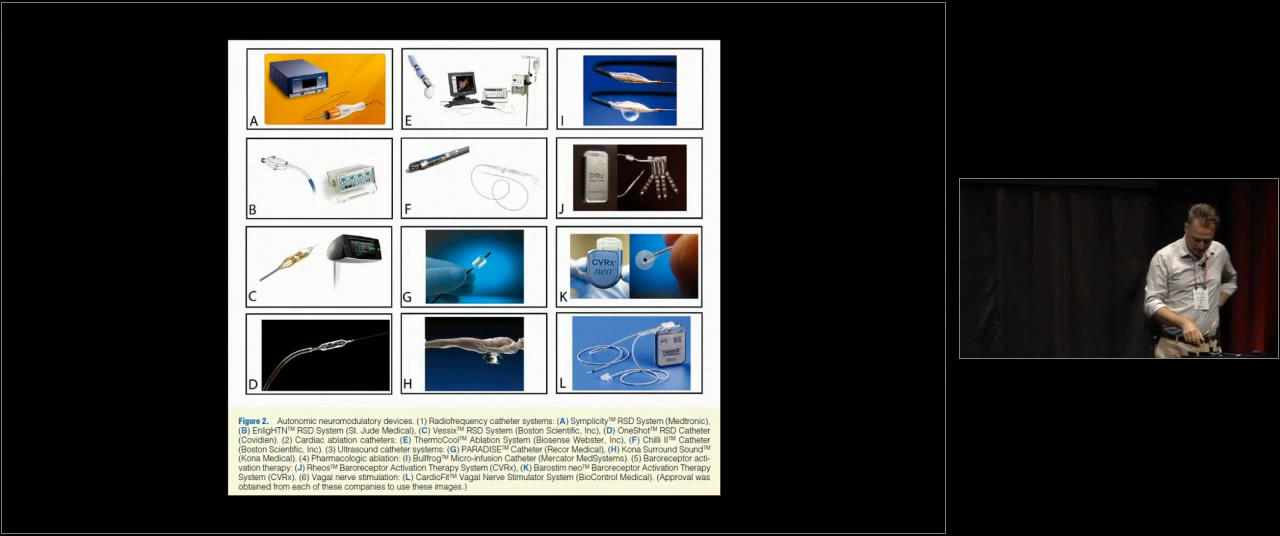 A
E
I
B
F
CVRx
J
C
G
CVRx
neo
K
D
H
L
Figure 2. Autonomic neuromodulatory devices. (1) Radiofrequency catheter systems: (A) Symplicity™ RSD System (Medtronic),
(B) EnligHTN™ RSD System (St. Jude Medical), (C) Vessix™ RSD System (Boston Scientific, Inc), (D) OneShot™ RSD Catheter
(Covidien). (2) Cardiac ablation catheters: (E) ThermoCool™ Ablation System (Biosense Webster, Inc), (F) Chilli II™ Catheter
(Boston Scientific, Inc). (3) Ultrasound catheter systems: (G) PARADISE™ Catheter (Recor Medical), (H) Kona Surround Sound™
(Kona Medical). (4) Pharmacologic ablation: (I) Bullfrog™ Micro-Infusion Catheter (Mercator MedSystems). (5) Baroreceptor acti-
vation therapy: (J) Rheos™ Baroreceptor Activation Therapy System (CVRx), (K) Barostim neo™ Baroreceptor Activation Therapy
System (CVRx). (6) Vagal nerve stimulation: (L) CardioFit™ Vagal Nerve Stimulator System (BioControl Medical). (Approval was
obtained from each of these companies to use these images.)